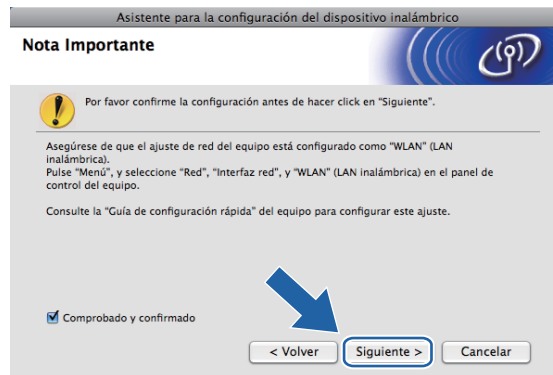 Asistente para la configuración del dispositivo inalámbrico
Nota Importante
Por favor confirme la configuración antes de hacer click en "Siguiente".
Asegúrese de que el ajuste de red del equipo está configurado como "WLAN" (LAN
inalámbrica).
Pulse "Menú", y seleccione "Red", "Interfaz red", y "WLAN" (LAN inalámbrica) en el panel de
control del equipo.
Consulte la "Guía de configuración rápida" del equipo para configurar este ajuste.
Comprobado y confirmado
< Volver
Siguiente >
Cancelar